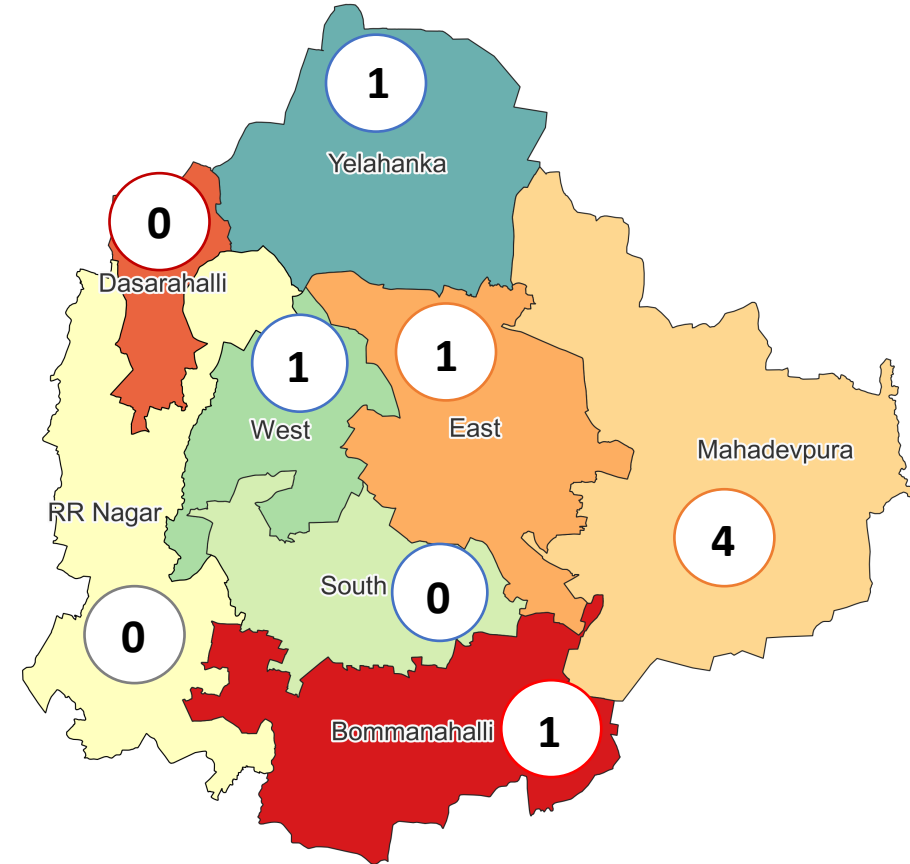 1
Yelahanka
0
Dasarahalli
1
1
West
East
Mahadevpura
RR Nagar
4
South
0
0
Bommanahalli
1